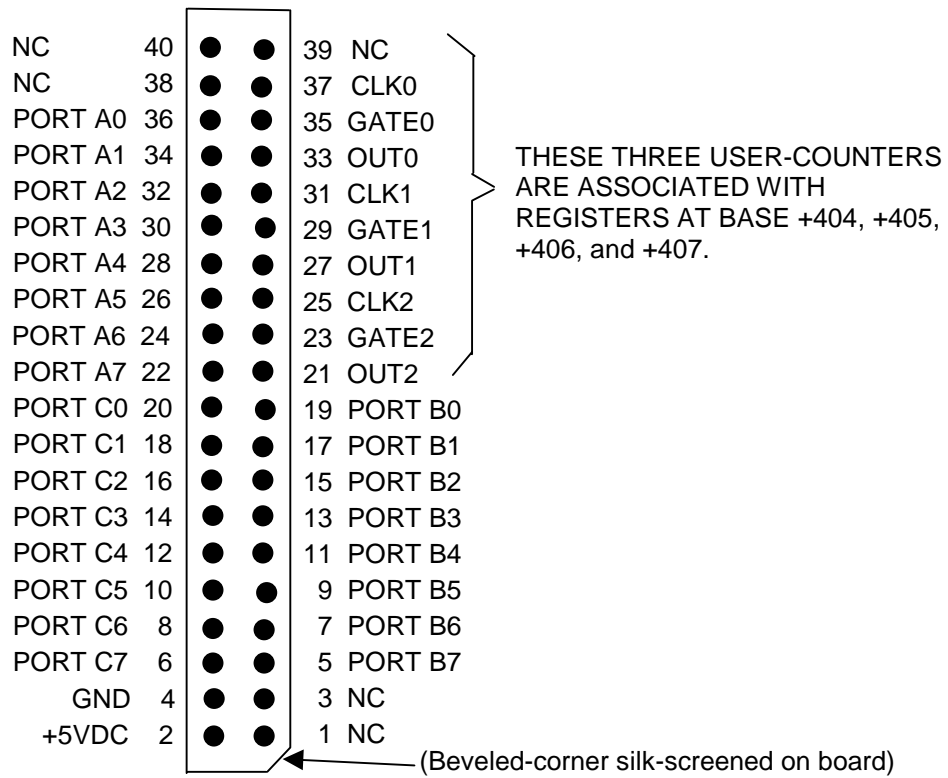 NC 40 39 NC
NC 38 37 CLK0
PORT A0 36 35 GATE0
PORT A1 34 33 OUT0
PORT A2 32 31 CLK1
PORT A3 30 29 GATE1
PORT A4 28 27 OUT1
PORT A5 26 25 CLK2
PORT A6 24 23 GATE2
PORT A7 22 21 OUT2
PORT C0 20 19 PORT B0
PORT C1 18 17 PORT B1
PORT C2 16 15 PORT B2
PORT C3 14 13 PORT B3
PORT C4 12 11 PORT B4
PORT C5 10 9 PORT B5
PORT C6 8 7 PORT B6
PORT C7 6 5 PORT B7
GND 4 3 NC
+5VDC 2 1 NC
THESE THREE USER-COUNTERS
ARE ASSOCIATED WITH
REGISTERS AT BASE +404, +405,
+406, and +407.
(Beveled-corner silk-screened on board)